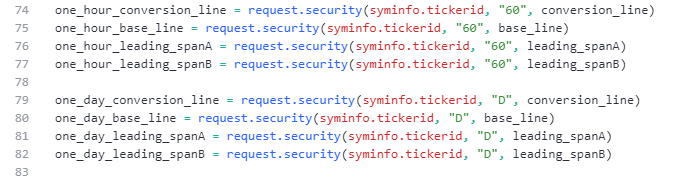 74 one_hour_conversion_line = request.security(syminfo.tickerid, "60", conversion_line)
75 one_hour_base_line = request.security(syminfo.tickerid, "60", base_line)
76 one_hour_leading_spanA = request.security(syminfo.tickerid, "60", leading_spanA)
77 one_hour_leading_spanB = request.security(syminfo.tickerid, "60", leading_spanB)
78
79 one_day_conversion_line = request.security(syminfo.tickerid, "D", conversion_line)
80 one_day_base_line = request.security(syminfo.tickerid, "D", base_line)
81 one_day_leading_spanA = request.security(syminfo.tickerid, "D", leading_spanA)
82 one_day_leading_spanB = request.security(syminfo.tickerid, "D", leading_spanB)
83